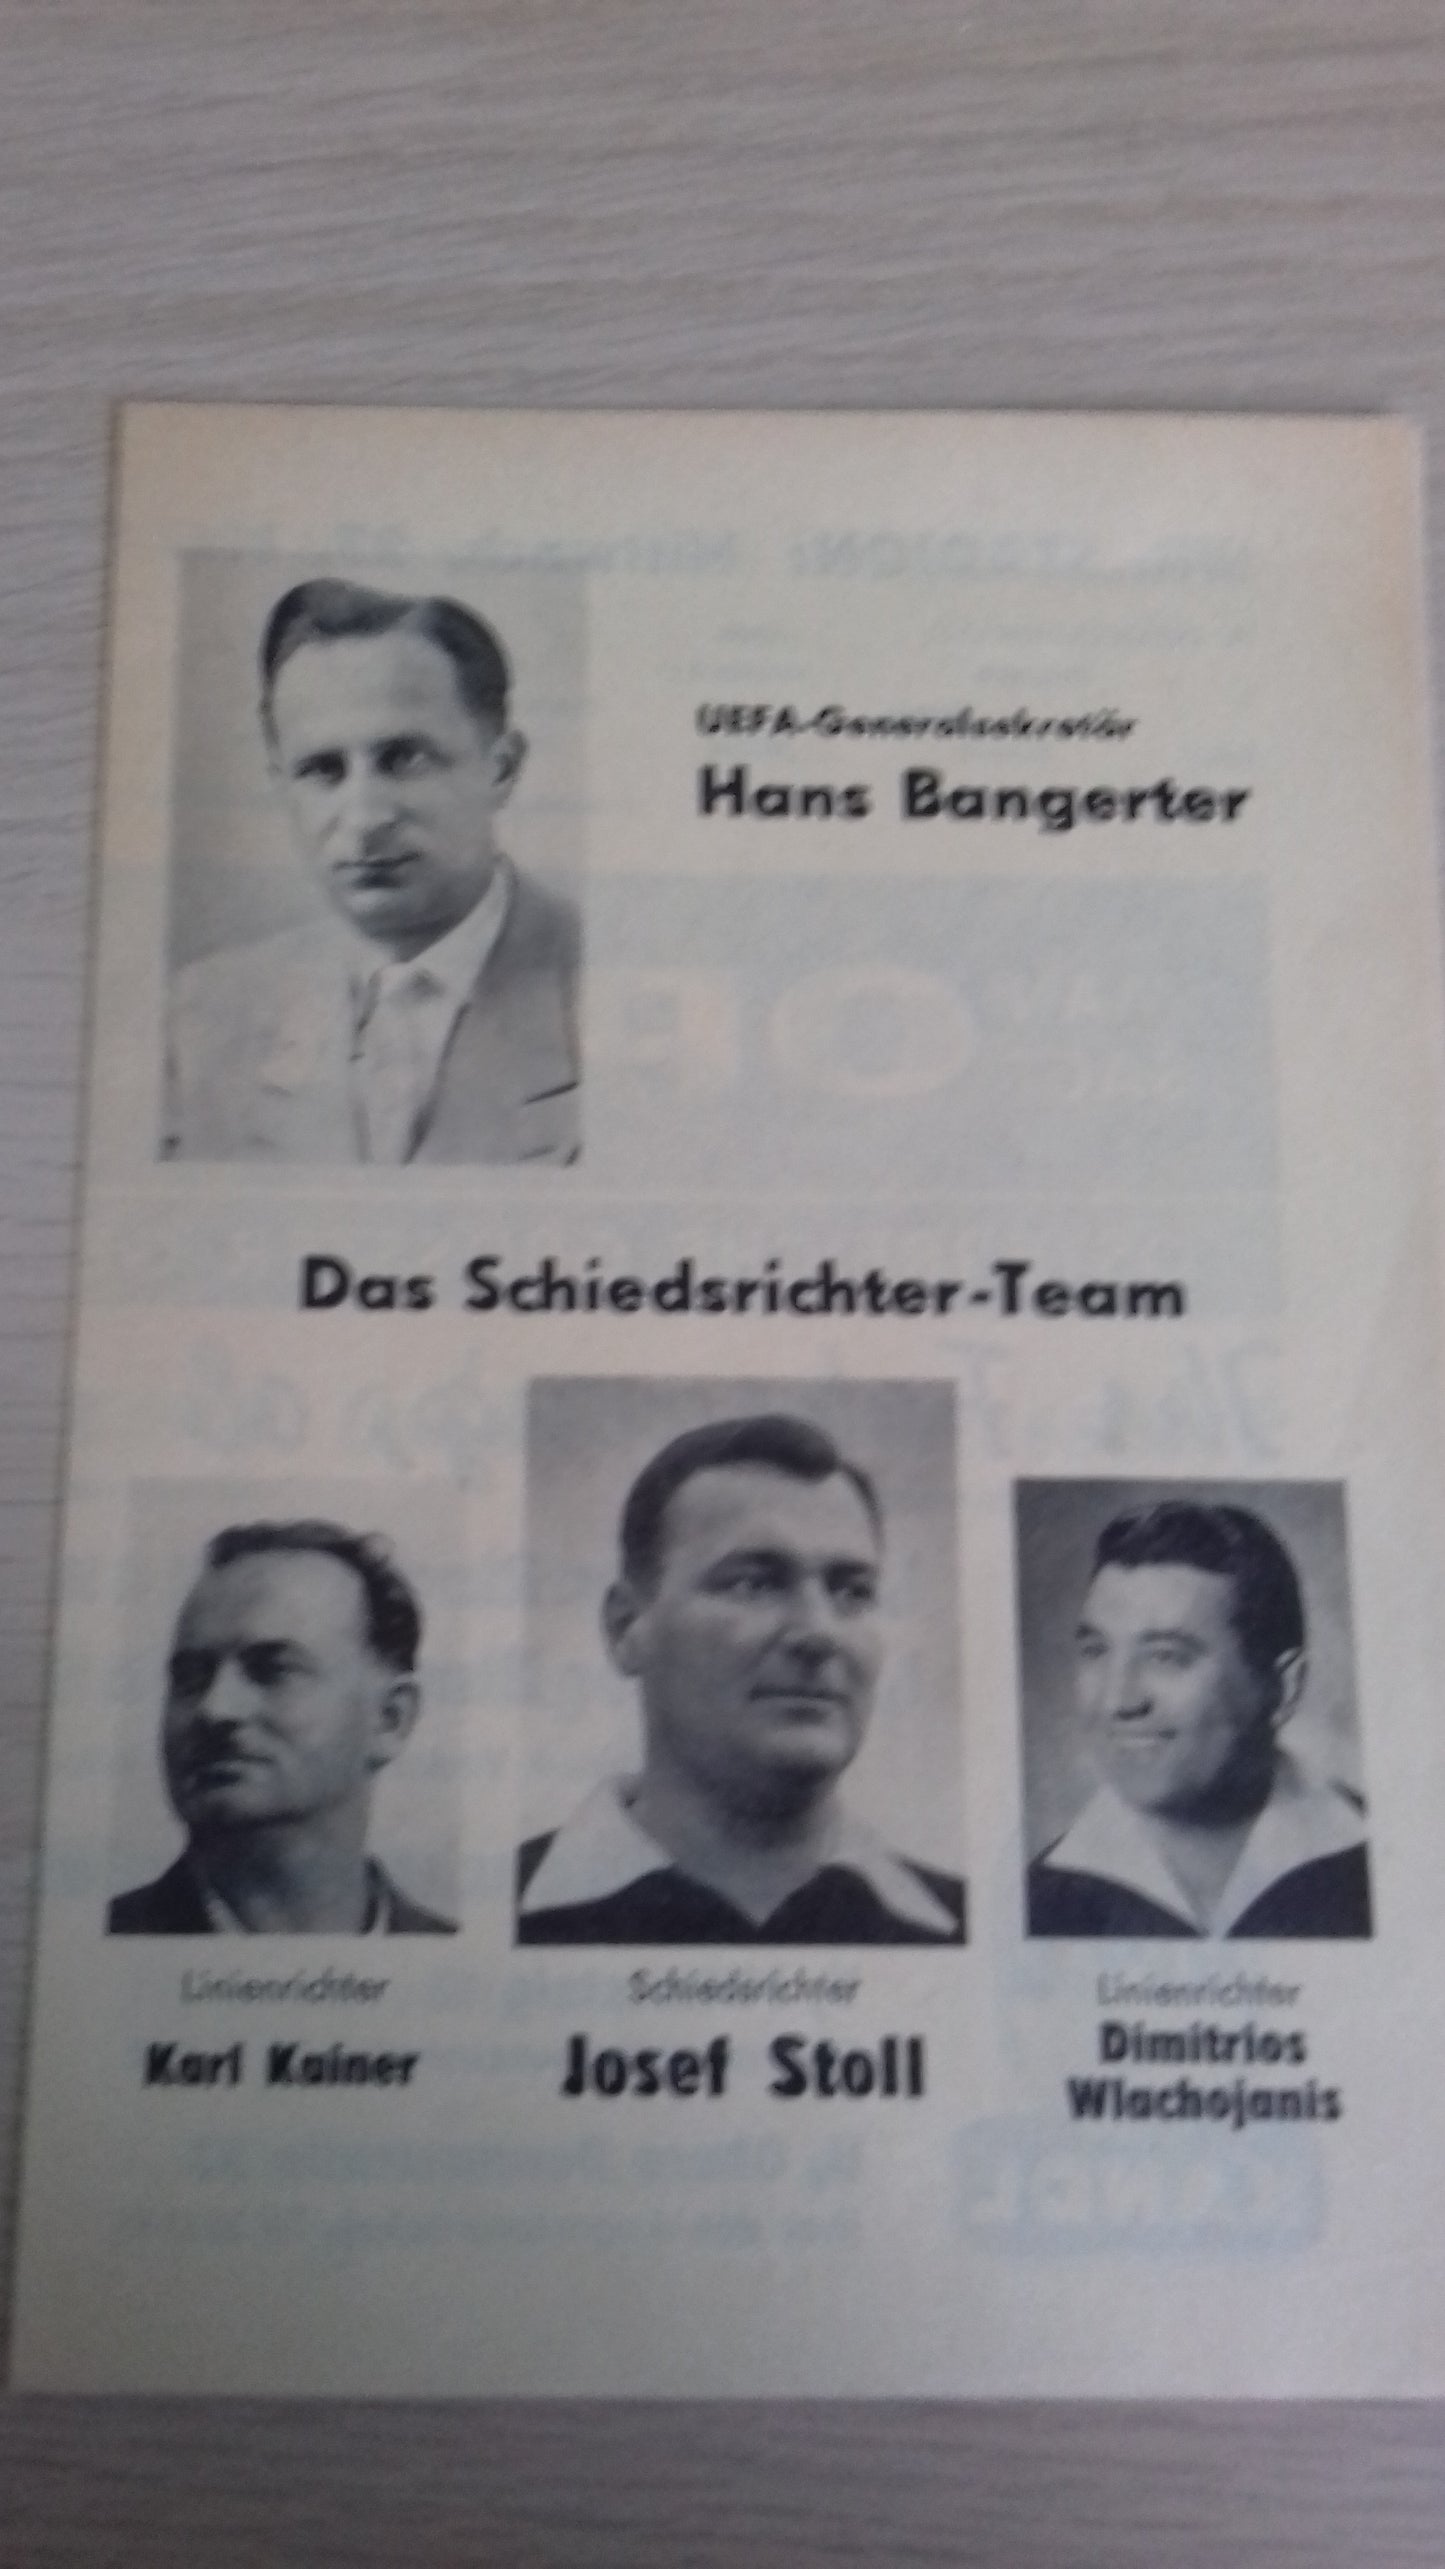 UEFA-Generalsekretär
Hans Bangerter
Das Schiedsrichter-Team
Linienrichter
Karl Kainer
Schiedsrichter
Josef Stoll
Linienrichter
Dimitrios
Wlachojanis